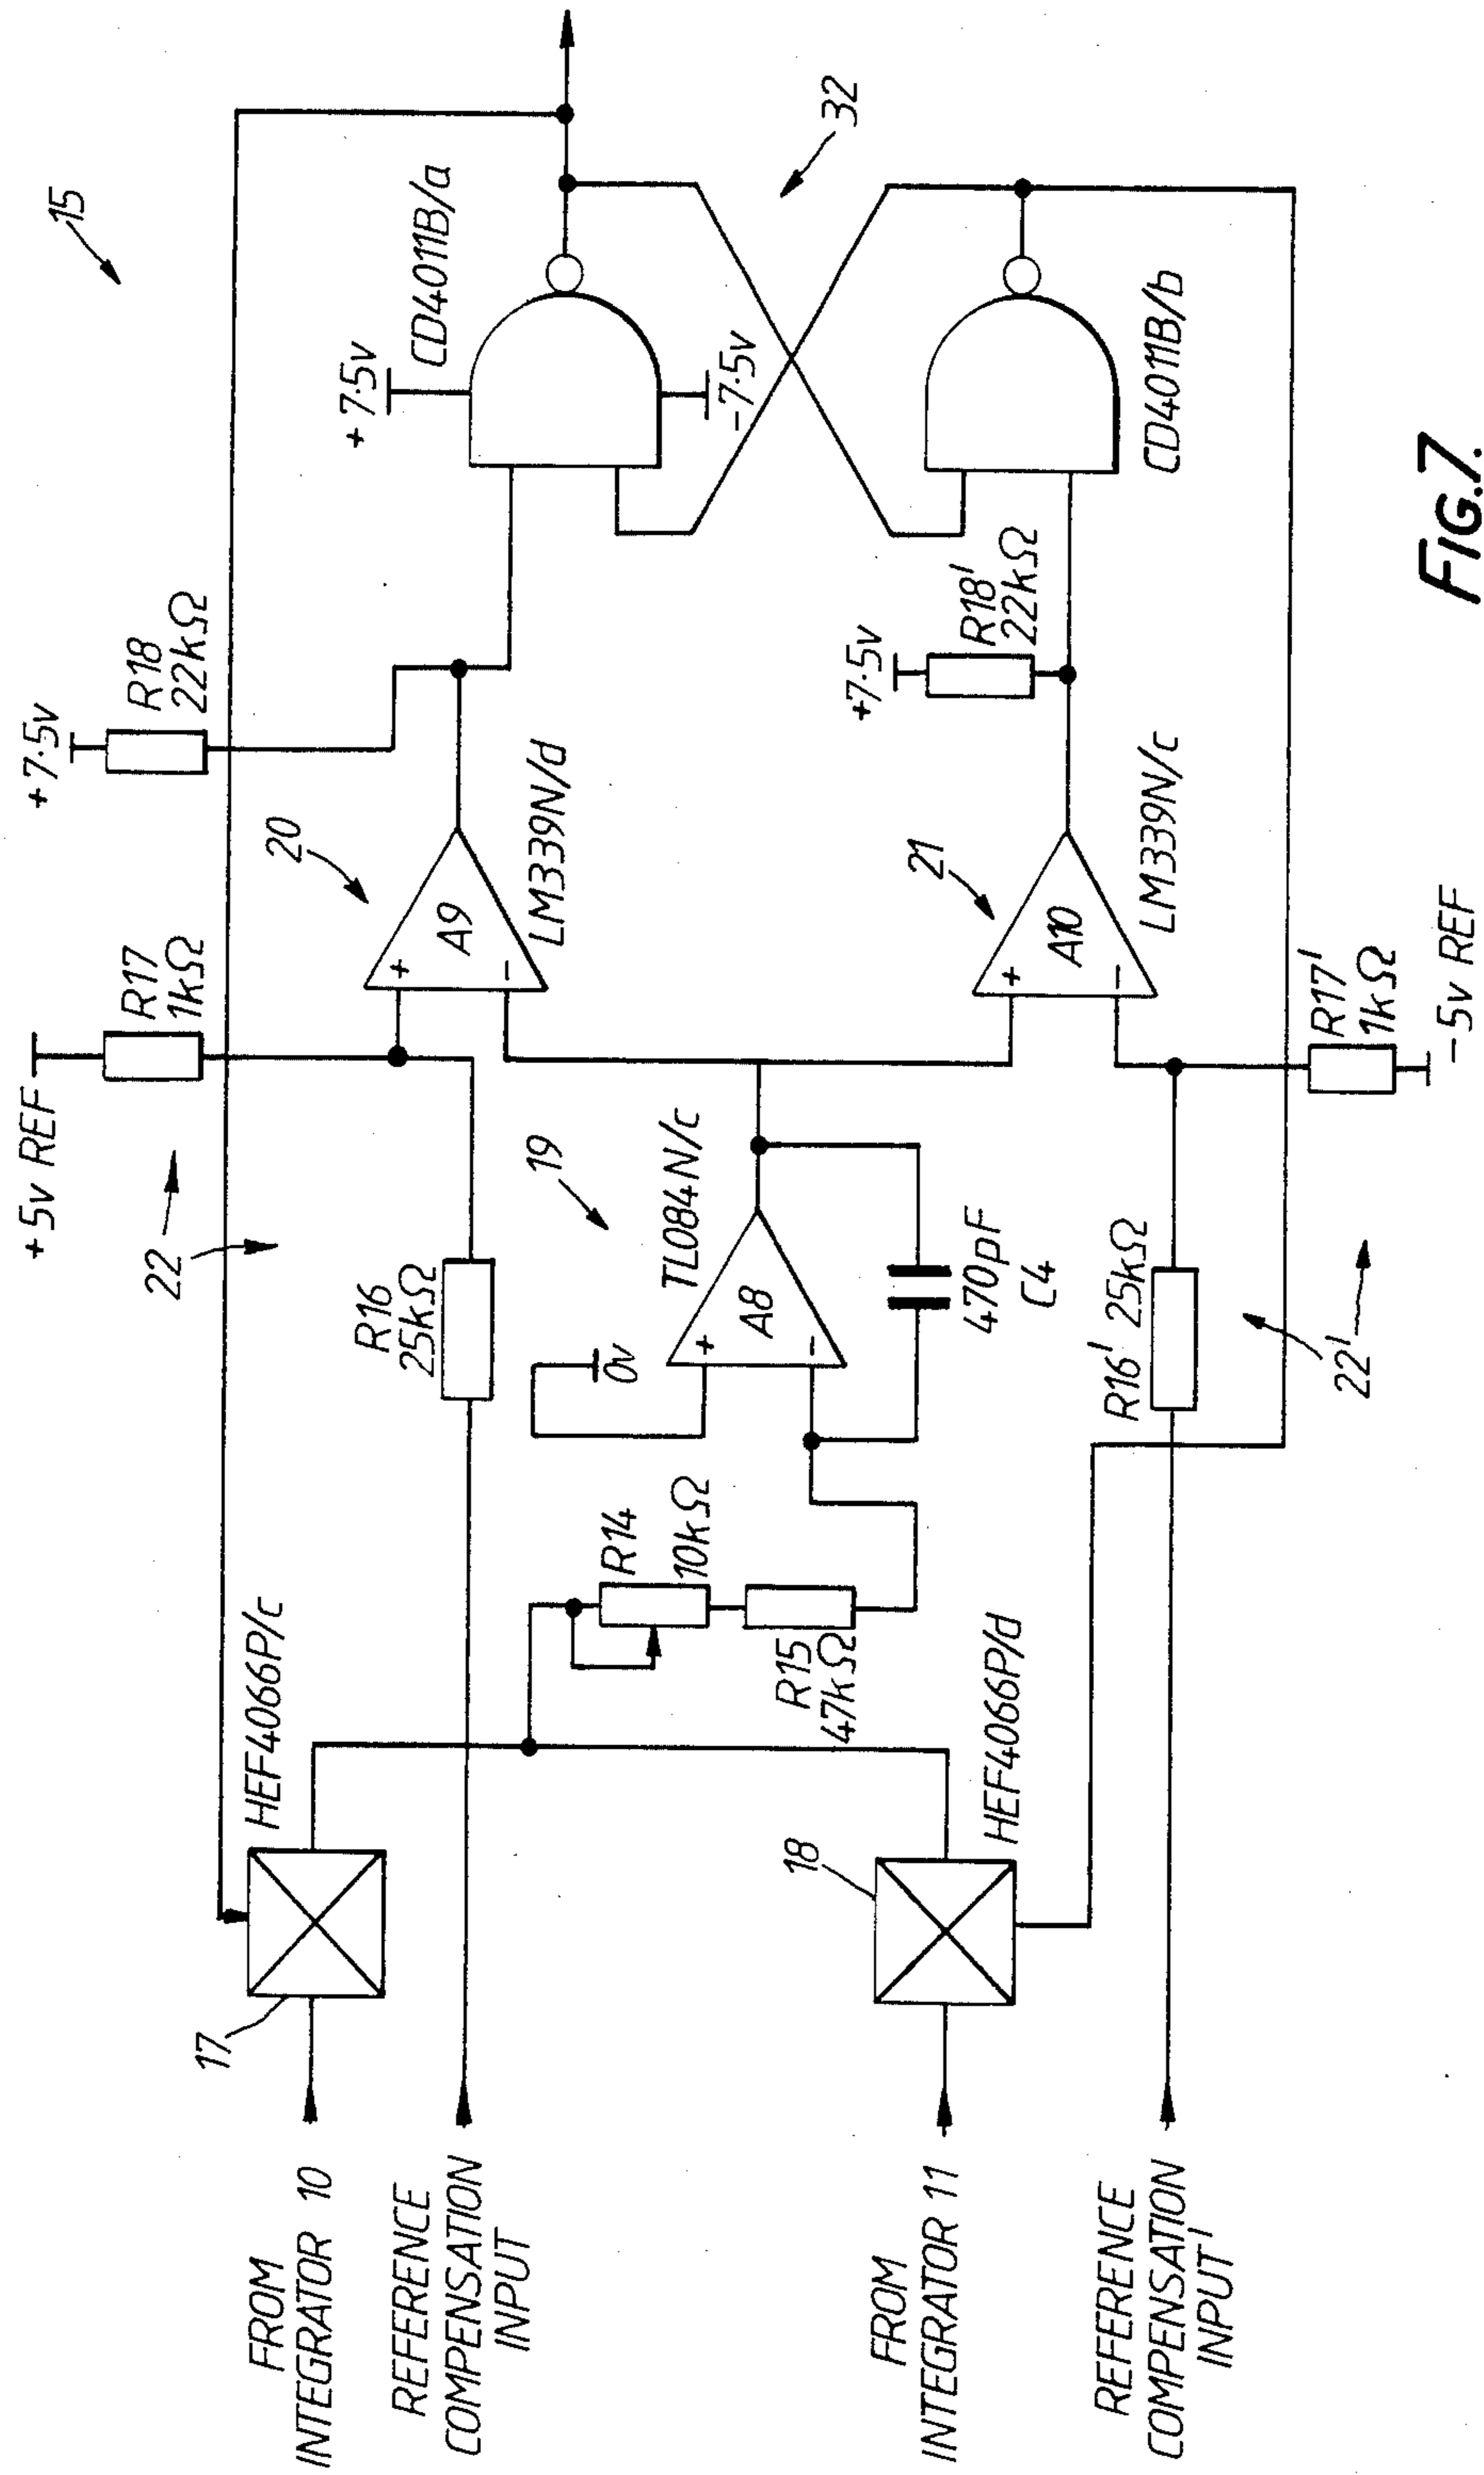 15
+5v REF
R17
1kΩ
+7·5v
R18
22kΩ
22
20
+7·5v
CD4011B/a
17
HEF4066P/c
R16
25kΩ
+
A9
−
LM339N/d
-7·5v
32
FROM
INTEGRATOR 10
REFERENCE
COMPENSATION
INPUT
0v
19
R14
10kΩ
+
A8
−
TL084N/c
R15
47kΩ
470pF
C4
18
HEF4066P/d
21
+
A10
−
LM339N/c
+7·5v
R18'
22kΩ
CD4011B/b
FROM
INTEGRATOR 11
REFERENCE
COMPENSATION
INPUT'
R16' 25kΩ
22'
R17'
1kΩ
-5v REF
FIG.7.